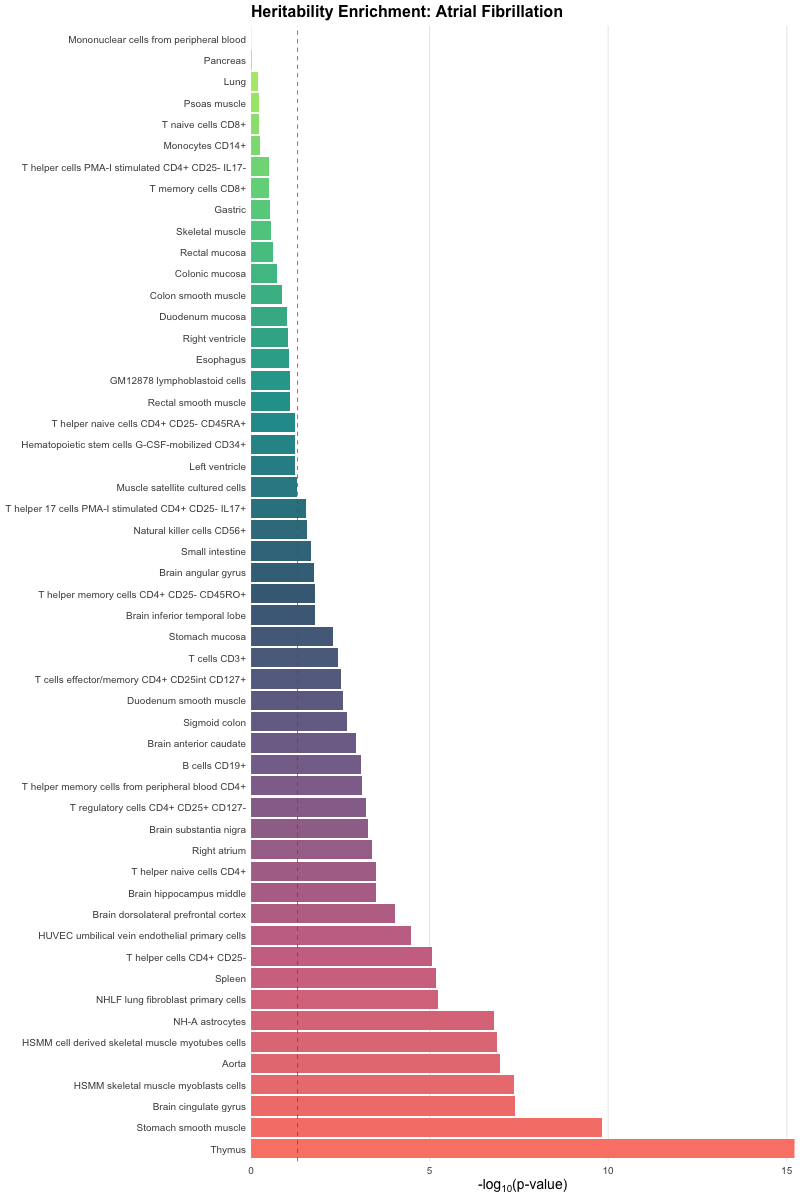 Heritability Enrichment: Atrial Fibrillation
Mononuclear cells from peripheral blood
Pancreas
Lung
Psoas muscle
T naive cells CD8+
Monocytes CD14+
T helper cells PMA-I stimulated CD4+ CD25- IL17-
T memory cells CD8+
Gastric
Skeletal muscle
Rectal mucosa
Colonic mucosa
Colon smooth muscle
Duodenum mucosa
Right ventricle
Esophagus
GM12878 lymphoblastoid cells
Rectal smooth muscle
T helper naive cells CD4+ CD25- CD45RA+
Hematopoietic stem cells G-CSF-mobilized CD34+
Left ventricle
Muscle satellite cultured cells
T helper 17 cells PMA-I stimulated CD4+ CD25- IL17+
Natural killer cells CD56+
Small intestine
Brain angular gyrus
T helper memory cells CD4+ CD25- CD45RO+
Brain inferior temporal lobe
Stomach mucosa
T cells CD3+
T cells effector/memory CD4+ CD25int CD127+
Duodenum smooth muscle
Sigmoid colon
Brain anterior caudate
B cells CD19+
T helper memory cells from peripheral blood CD4+
T regulatory cells CD4+ CD25+ CD127-
Brain substantia nigra
Right atrium
T helper naive cells CD4+
Brain hippocampus middle
Brain dorsolateral prefrontal cortex
HUVEC umbilical vein endothelial primary cells
T helper cells CD4+ CD25-
Spleen
NHLF lung fibroblast primary cells
NH-A astrocytes
HSMM cell derived skeletal muscle myotubes cells
Aorta
HSMM skeletal muscle myoblasts cells
Brain cingulate gyrus
Stomach smooth muscle
Thymus
0 5 10 15
-log10(p-value)